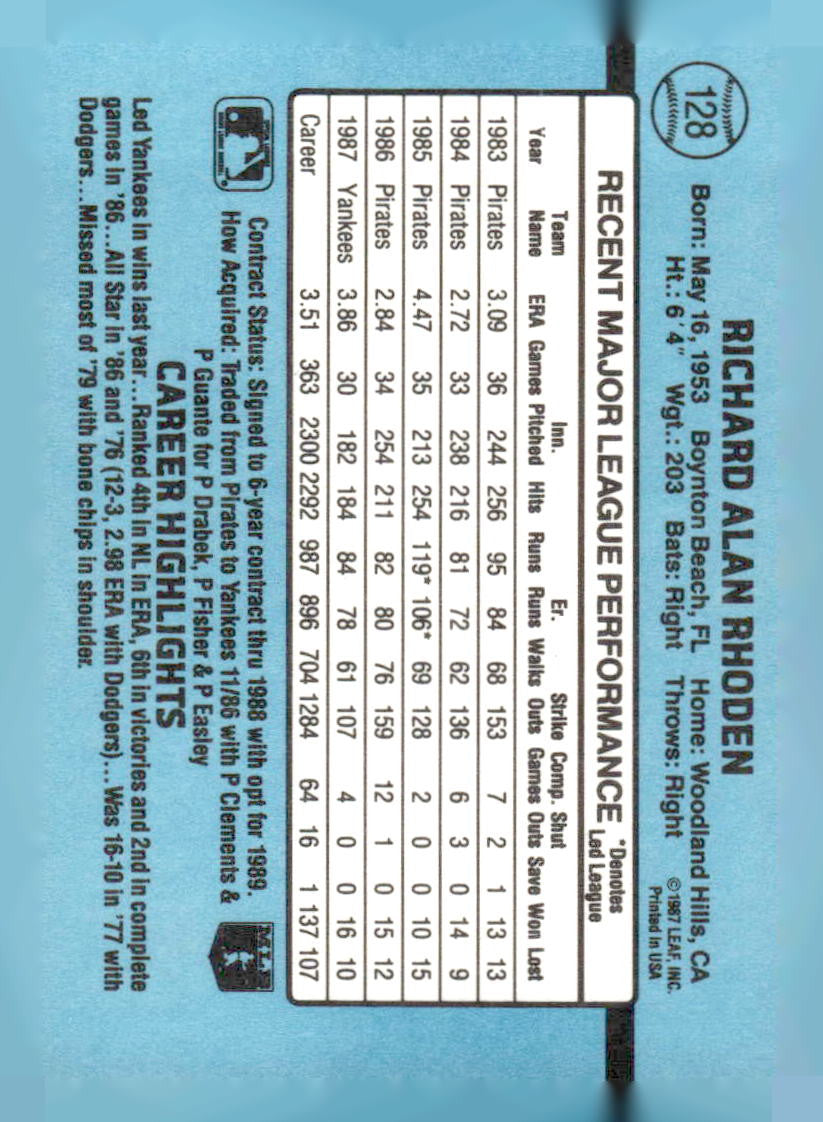 128
RICHARD ALAN RHODEN
Born: May 16, 1953 Boynton Beach, FL Home: Woodland Hills, CA
Ht.: 6'4" Wgt.: 203 Bats: Right Throws: Right
©1987 LEAF, INC.
Printed in USA
RECENT MAJOR LEAGUE PERFORMANCE *Denotes Led League
Team Inn. Er. Strike Comp. Shut
Year Name ERA Games Pitched Hits Runs Runs Walks Outs Games Outs Save Won Lost
1983 Pirates 3.09 36 244 256 95 84 68 153 7 2 1 13 13
1984 Pirates 2.72 33 238 216 81 72 62 136 6 3 0 14 9
1985 Pirates 4.47 35 213 254 119* 106* 69 128 2 0 0 10 15
1986 Pirates 2.84 34 254 211 82 80 76 159 12 1 0 15 12
1987 Yankees 3.86 30 182 184 84 78 61 107 4 0 0 16 10
Career 3.51 363 2300 2292 987 896 704 1284 64 16 1 137 107
Contract Status: Signed to 6-year contract thru 1988 with opt for 1989.
How Acquired: Traded from Pirates to Yankees 11/86 with P Clements &
P Guante for P Drabek, P Fisher & P Easley
CAREER HIGHLIGHTS
Led Yankees in wins last year...Ranked 4th in NL in ERA, 6th in victories and 2nd in complete
games in '86...All Star in '86 and '76 (12-3, 2.98 ERA with Dodgers)... Was 16-10 in '77 with
Dodgers...Missed most of '79 with bone chips in shoulder.